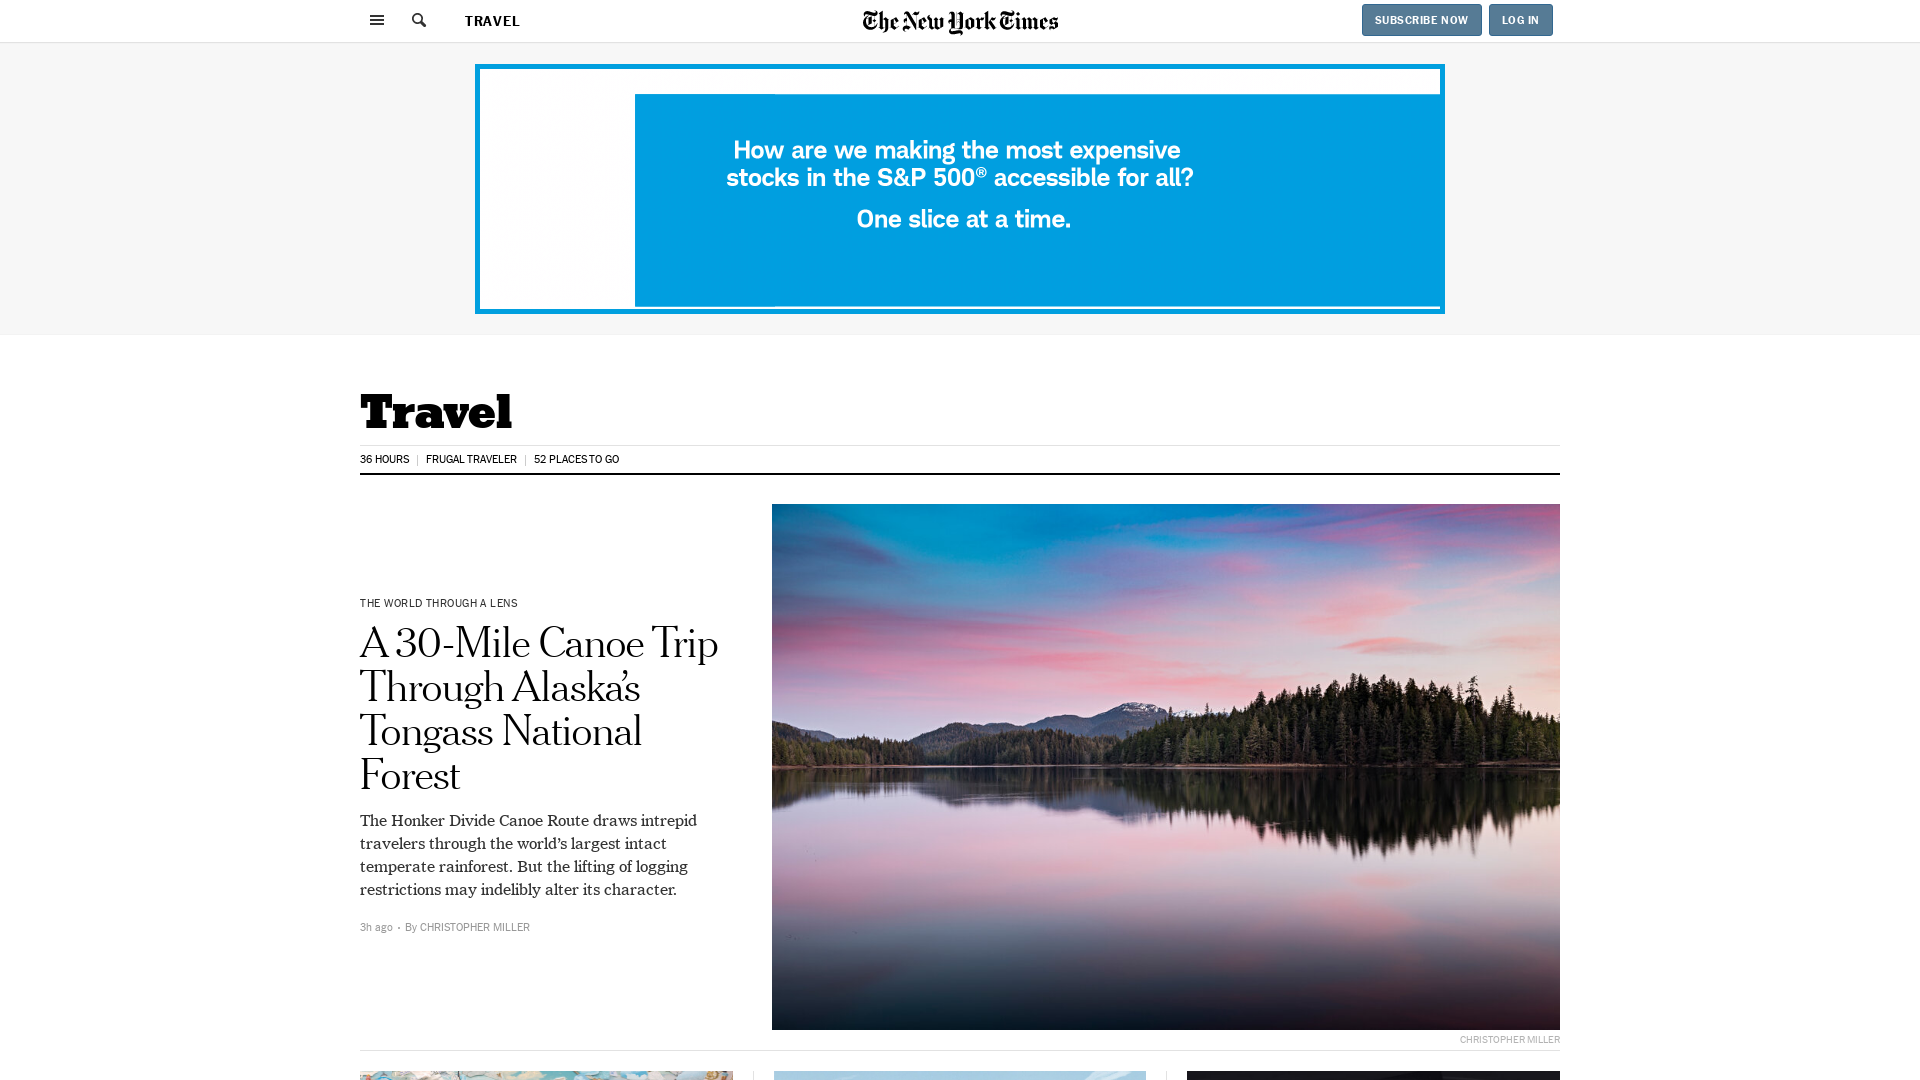 TRAVEL
The New York Times
SUBSCRIBE NOW
LOG IN
How are we making the most expensive
stocks in the S&P 500® accessible for all?
One slice at a time.
Travel
36 HOURS
FRUGAL TRAVELER
52 PLACES TO GO
THE WORLD THROUGH A LENS
A 30-Mile Canoe Trip
Through Alaska’s
Tongass National
Forest
The Honker Divide Canoe Route draws intrepid
travelers through the world’s largest intact
temperate rainforest. But the lifting of logging
restrictions may indelibly alter its character.
3h ago • By CHRISTOPHER MILLER
CHRISTOPHER MILLER